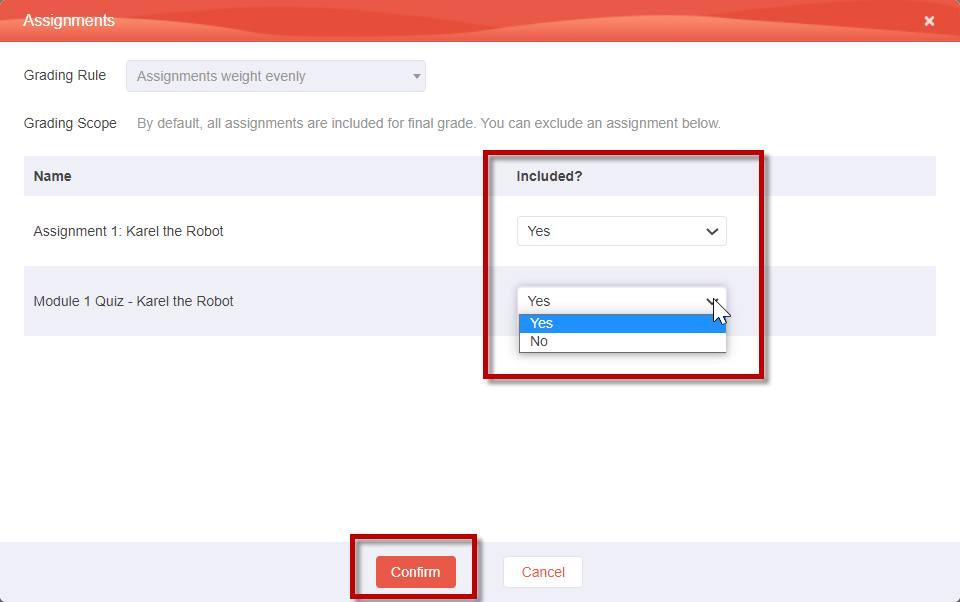 Assignments
Grading Rule Assignments weight evenly
Grading Scope By default, all assignments are included for final grade. You can exclude an assignment below.
Name Included?
Assignment 1: Karel the Robot Yes
Module 1 Quiz - Karel the Robot Yes
Yes
No
Confirm Cancel